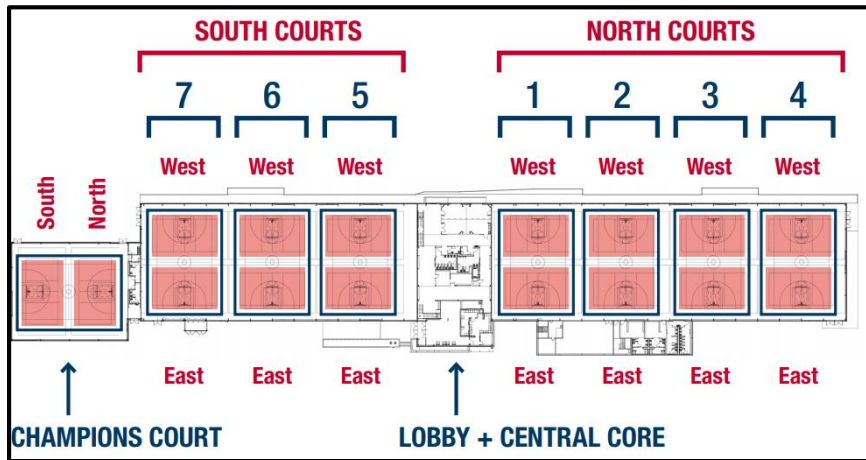 SOUTH COURTS
NORTH COURTS
7 6 5
1 2 3 4
West West West
West West West West
South North
East East East
East East East East
CHAMPIONS COURT
LOBBY + CENTRAL CORE